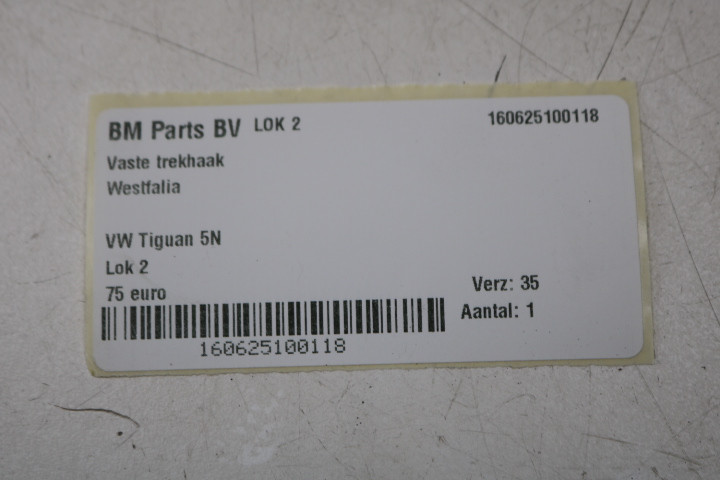 BM Parts BV LOK 2 160625100118
Vaste trekhaak
Westfalia
VW Tiguan 5N
Lok 2
75 euro Verz: 35
Aantal: 1
160625100118